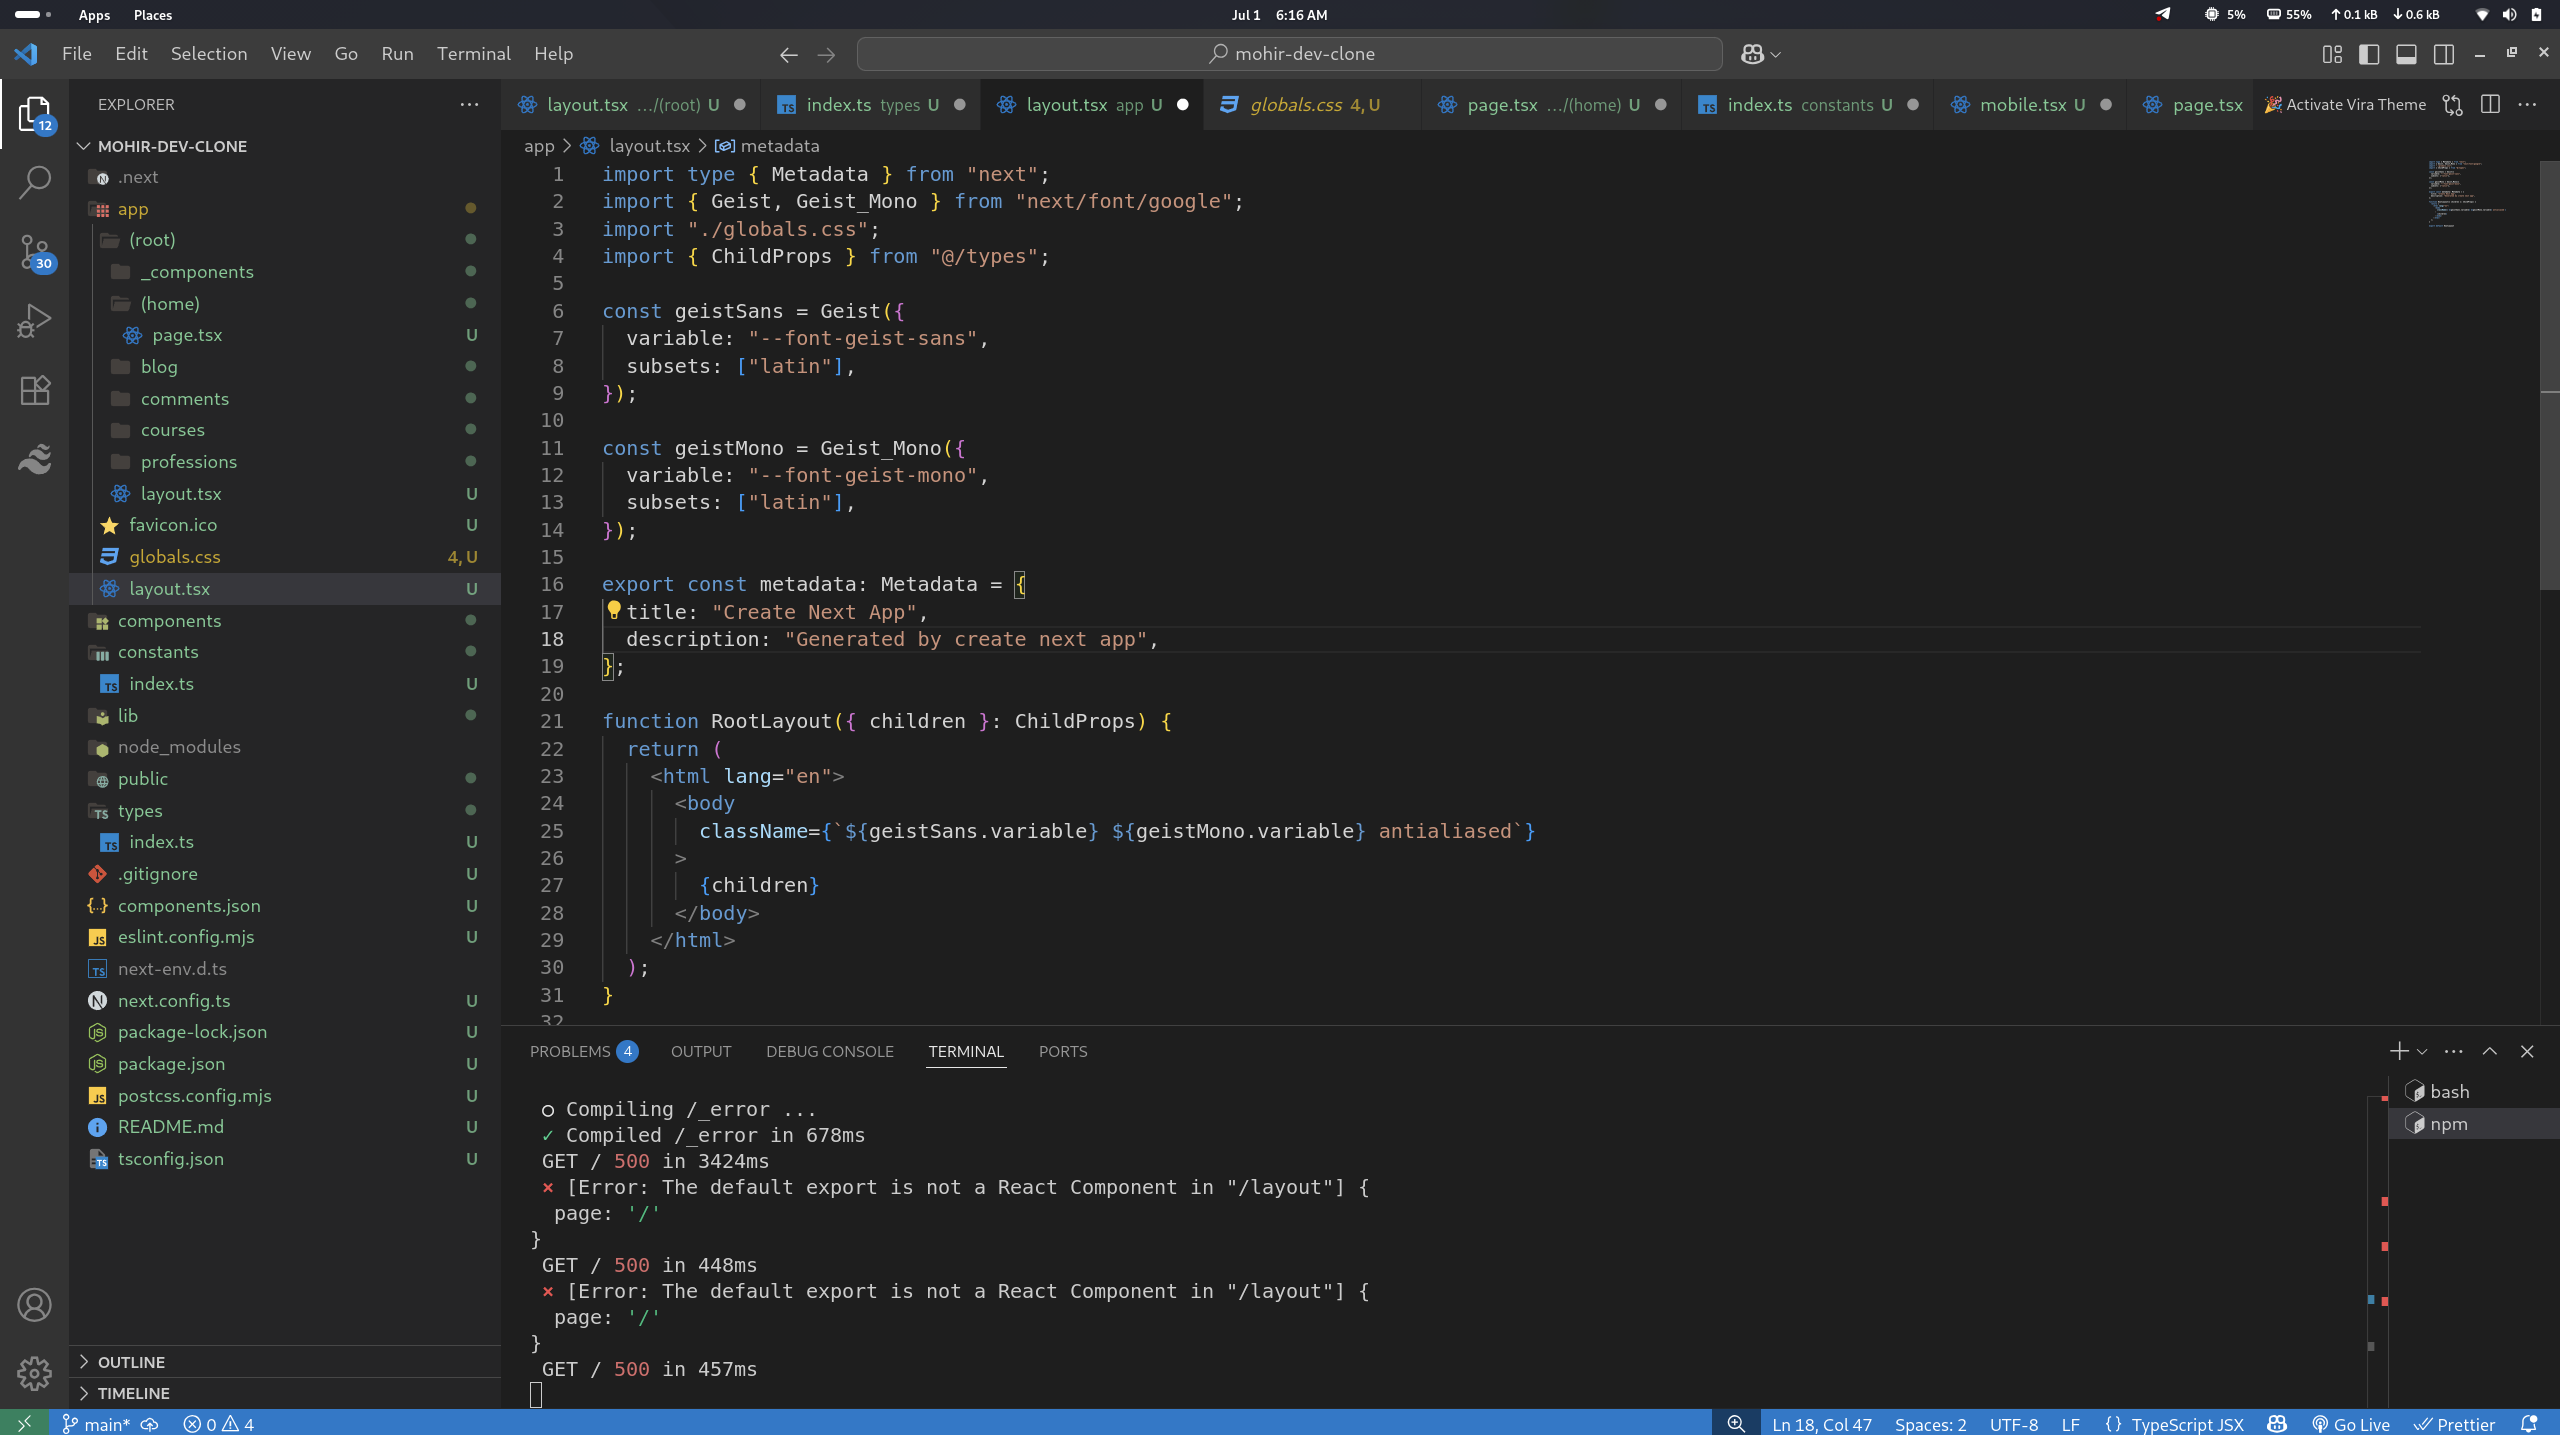 Apps Places Jul 1 6:16 AM 5% 55% 0.1 kB 0.6 kB
File Edit Selection View Go Run Terminal Help mohir-dev-clone
EXPLORER
layout.tsx .../(root) U index.ts types U layout.tsx app U globals.css 4, U page.tsx .../(home) U index.ts constants U mobile.tsx U page.tsx Activate Vira Theme
12
30
MOHIR-DEV-CLONE
.next
app
(root)
_components
(home)
page.tsx U
blog
comments
courses
professions
layout.tsx U
favicon.ico U
globals.css 4, U
layout.tsx U
components
constants
index.ts U
lib
node_modules
public
types
index.ts U
.gitignore U
components.json U
eslint.config.mjs U
next-env.d.ts
next.config.ts U
package-lock.json U
package.json U
postcss.config.mjs U
README.md U
tsconfig.json U
OUTLINE
TIMELINE
app layout.tsx metadata
1 import type { Metadata } from "next";
2 import { Geist, Geist_Mono } from "next/font/google";
3 import "./globals.css";
4 import { ChildProps } from "@/types";
5
6 const geistSans = Geist({
7 variable: "--font-geist-sans",
8 subsets: ["latin"],
9 });
10
11 const geistMono = Geist_Mono({
12 variable: "--font-geist-mono",
13 subsets: ["latin"],
14 });
15
16 export const metadata: Metadata = {
17 title: "Create Next App",
18 description: "Generated by create next app",
19 };
20
21 function RootLayout({ children }: ChildProps) {
22 return (
23 <html lang="en">
24 <body
25 className={`${geistSans.variable} ${geistMono.variable} antialiased`}
26 >
27 {children}
28 </body>
29 </html>
30 );
31 }
32
PROBLEMS 4 OUTPUT DEBUG CONSOLE TERMINAL PORTS
○ Compiling /_error ...
✓ Compiled /_error in 678ms
GET / 500 in 3424ms
⨯ [Error: The default export is not a React Component in "/layout"] {
page: '/'
}
GET / 500 in 448ms
⨯ [Error: The default export is not a React Component in "/layout"] {
page: '/'
}
GET / 500 in 457ms
bash
npm
main* 0 4 Ln 18, Col 47 Spaces: 2 UTF-8 LF {} TypeScript JSX Go Live Prettier